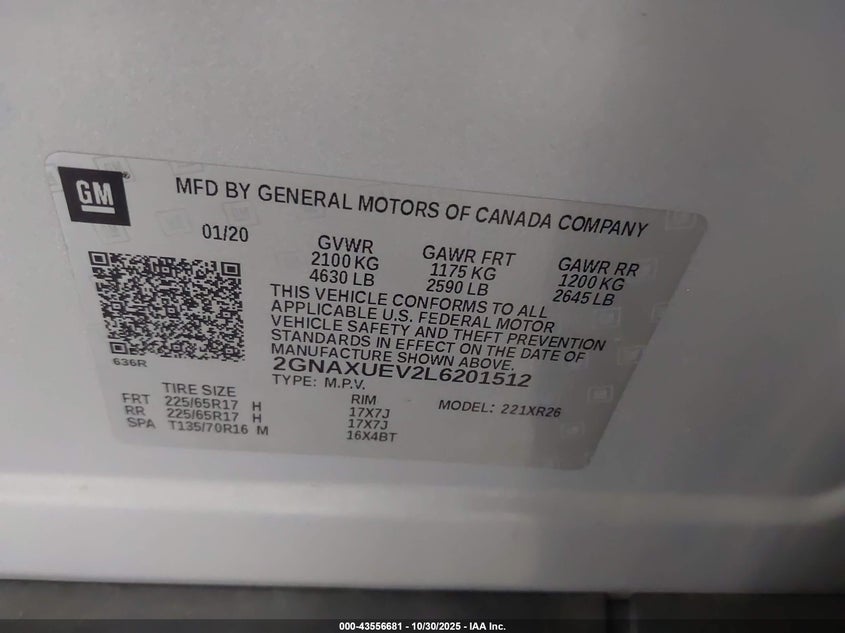 GM
MFD BY GENERAL MOTORS OF CANADA COMPANY
01/20
GVWR GAWR FRT GAWR RR
2100 KG 1175 KG 1200 KG
4630 LB 2590 LB 2645 LB
THIS VEHICLE CONFORMS TO ALL
APPLICABLE U.S. FEDERAL MOTOR
VEHICLE SAFETY AND THEFT PREVENTION
STANDARDS IN EFFECT ON THE DATE OF
MANUFACTURE SHOWN ABOVE.
636R
2GNAXUEV2L6201512
TYPE: M.P.V. MODEL: 221XR26
TIRE SIZE RIM
FRT 225/65R17 H 17X7J
RR 225/65R17 H 17X7J
SPA T135/70R16 M 16X4BT
000-43556681 - 10/30/2025 - IAA Inc.